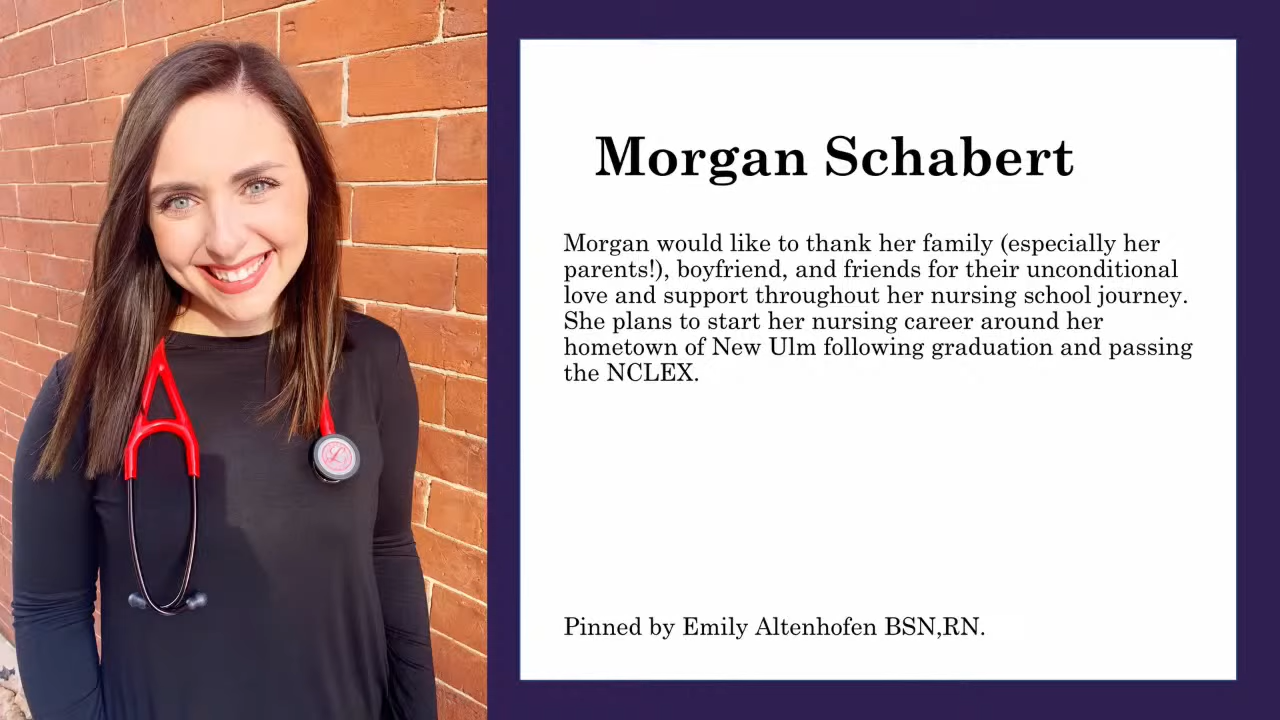 Morgan Schabert
Morgan would like to thank her family (especially her
parents!), boyfriend, and friends for their unconditional
love and support throughout her nursing school journey.
She plans to start her nursing career around her
hometown of New Ulm following graduation and passing
the NCLEX.
Pinned by Emily Altenhofen BSN,RN.